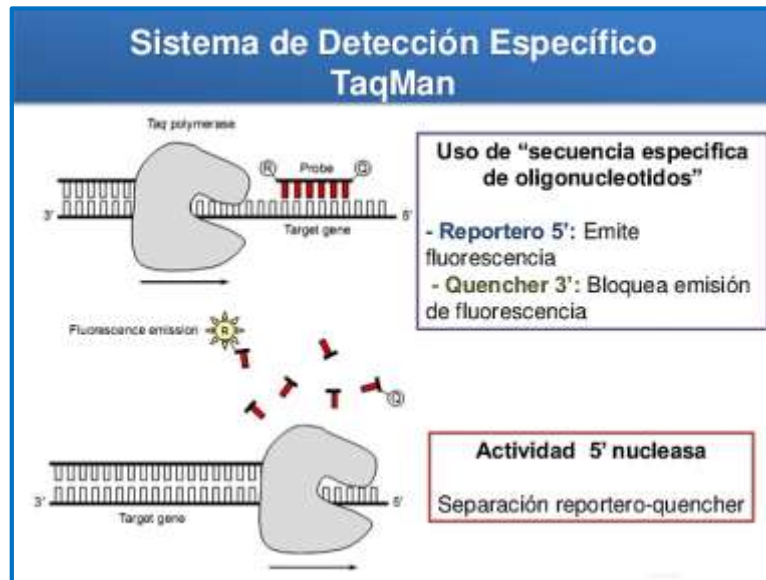 Sistema de Detección Específico
TaqMan
Taq polymerase
R
Probe
Q
3'
5'
Target gene
Uso de “secuencia especifica
de oligonucleotidos”
- Reportero 5': Emite
fluorescencia
- Quencher 3': Bloquea emisión
de fluorescencia
Fluorescence emission
R
Q
3'
5'
Target gene
Actividad 5' nucleasa
Separación reportero-quencher